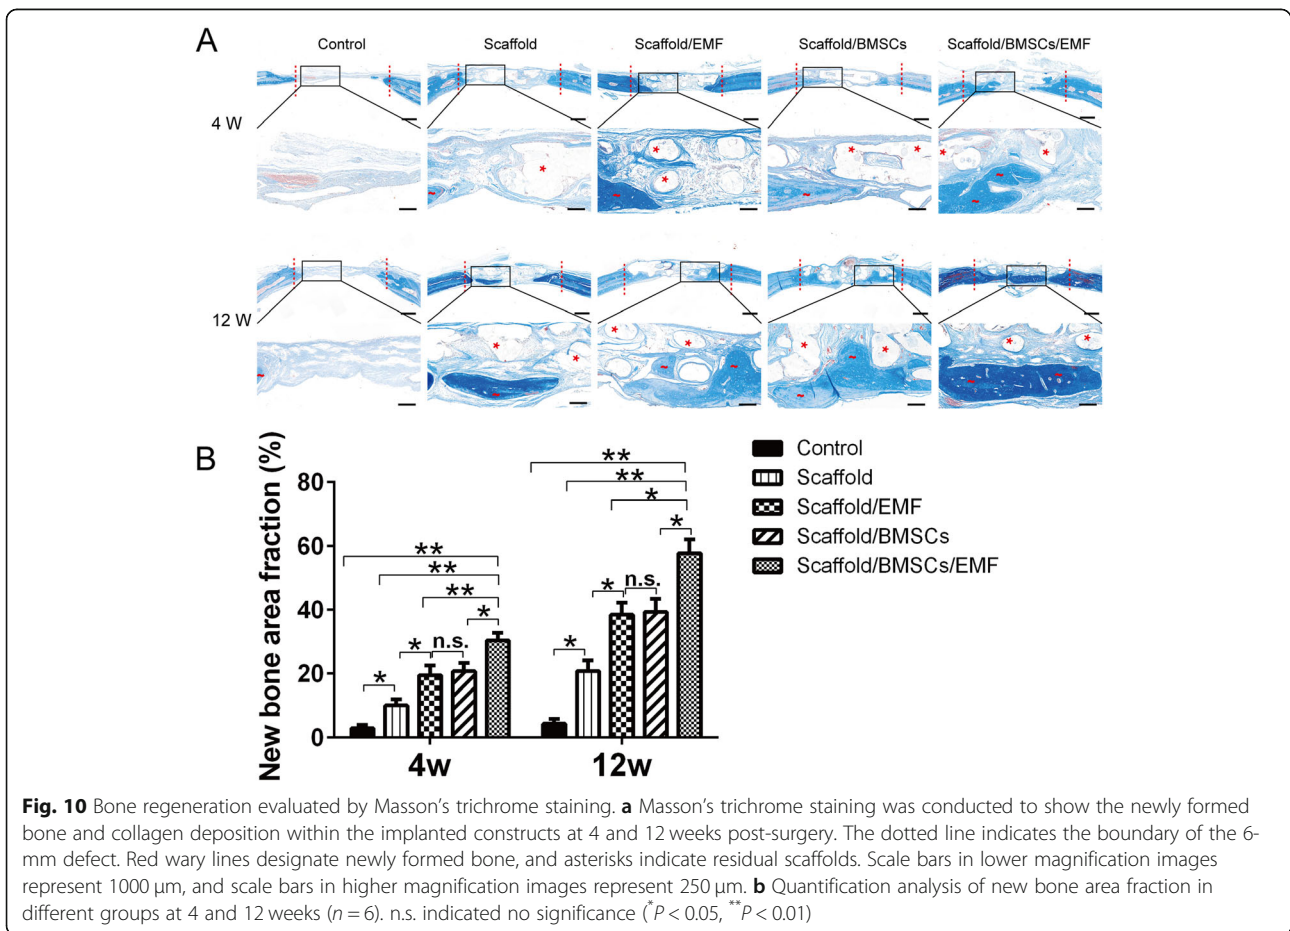 A
Control
Scaffold
Scaffold/EMF
Scaffold/BMSCs
Scaffold/BMSCs/EMF
4 W
* * * * * * *
~ ~ ~ ~
12 W
* * * * * * * *
~ ~ ~ ~ ~ ~ ~ ~
B
New bone area fraction (%)
80
60
40
20
0
** ** ** * * * n.s. *
** ** * * * * n.s.
4w
12w
Control
Scaffold
Scaffold/EMF
Scaffold/BMSCs
Scaffold/BMSCs/EMF
Fig. 10 Bone regeneration evaluated by Masson's trichrome staining. a Masson's trichrome staining was conducted to show the newly formed
bone and collagen deposition within the implanted constructs at 4 and 12 weeks post-surgery. The dotted line indicates the boundary of the 6-
mm defect. Red wary lines designate newly formed bone, and asterisks indicate residual scaffolds. Scale bars in lower magnification images
represent 1000 μm, and scale bars in higher magnification images represent 250 μm. b Quantification analysis of new bone area fraction in
different groups at 4 and 12 weeks (n = 6). n.s. indicated no significance (*P < 0.05, **P < 0.01)